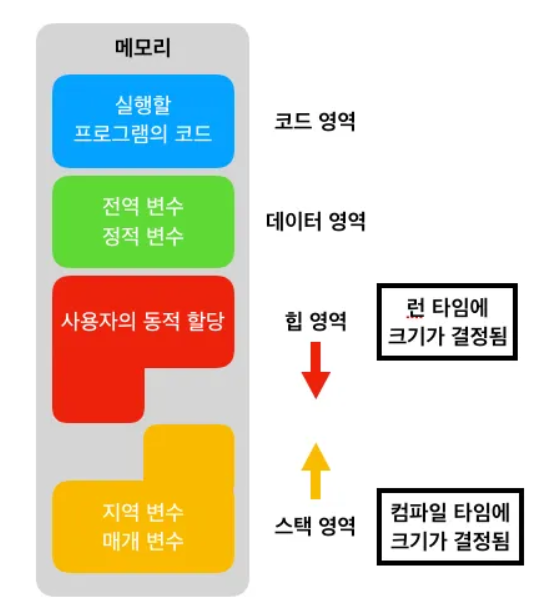 메모리
실행할
프로그램의 코드
코드 영역
전역 변수
정적 변수
데이터 영역
사용자의 동적 할당
힙 영역
런 타임에
크기가 결정됨
지역 변수
매개 변수
스택 영역
컴파일 타임에
크기가 결정됨